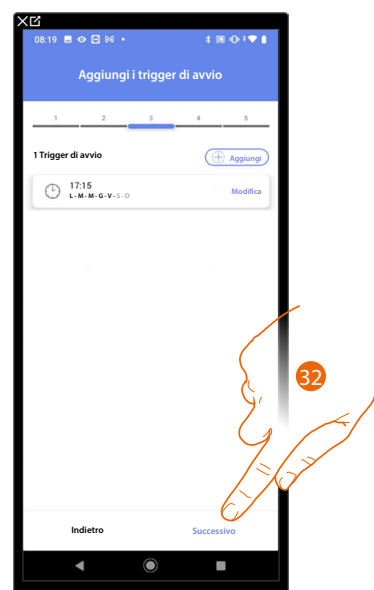 08:19
Aggiungi i trigger di avvio
1 2 3 4 5
1 Trigger di avvio
Aggiungi
17:15
L-M-M-G-V-S-D
Modifica
32
Indietro
Successivo